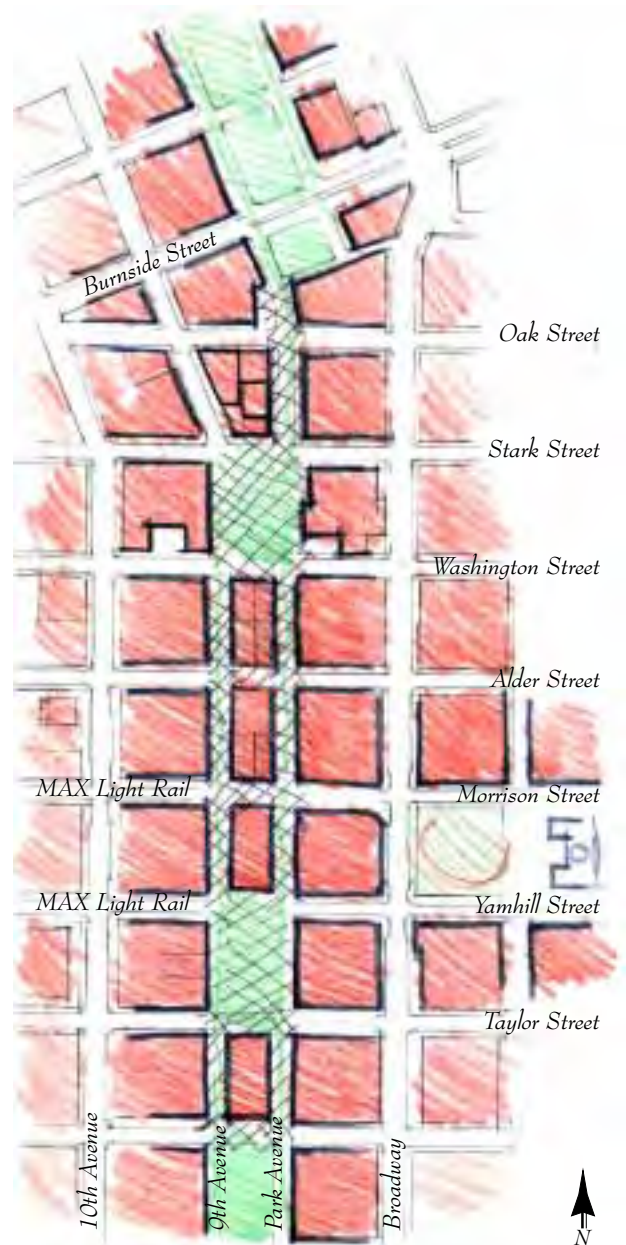 Burnside Street
Oak Street
Stark Street
Washington Street
Alder Street
MAX Light Rail
Morrison Street
MAX Light Rail
Yamhill Street
Taylor Street
10th Avenue
9th Avenue
Park Avenue
Broadway
N